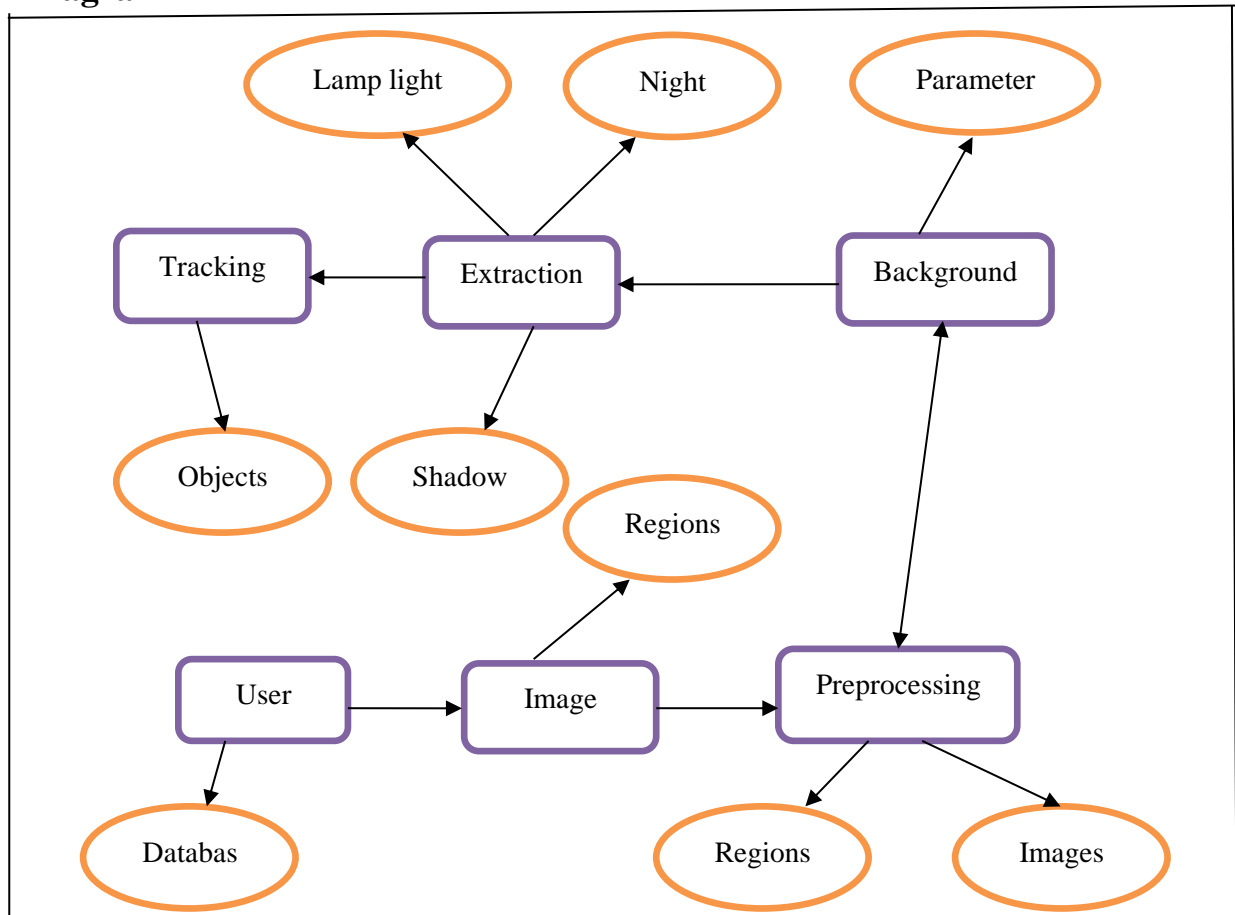 Lamp light
Night
Parameter
Tracking
Extraction
Background
Objects
Shadow
Regions
User
Image
Preprocessing
Databas
Regions
Images